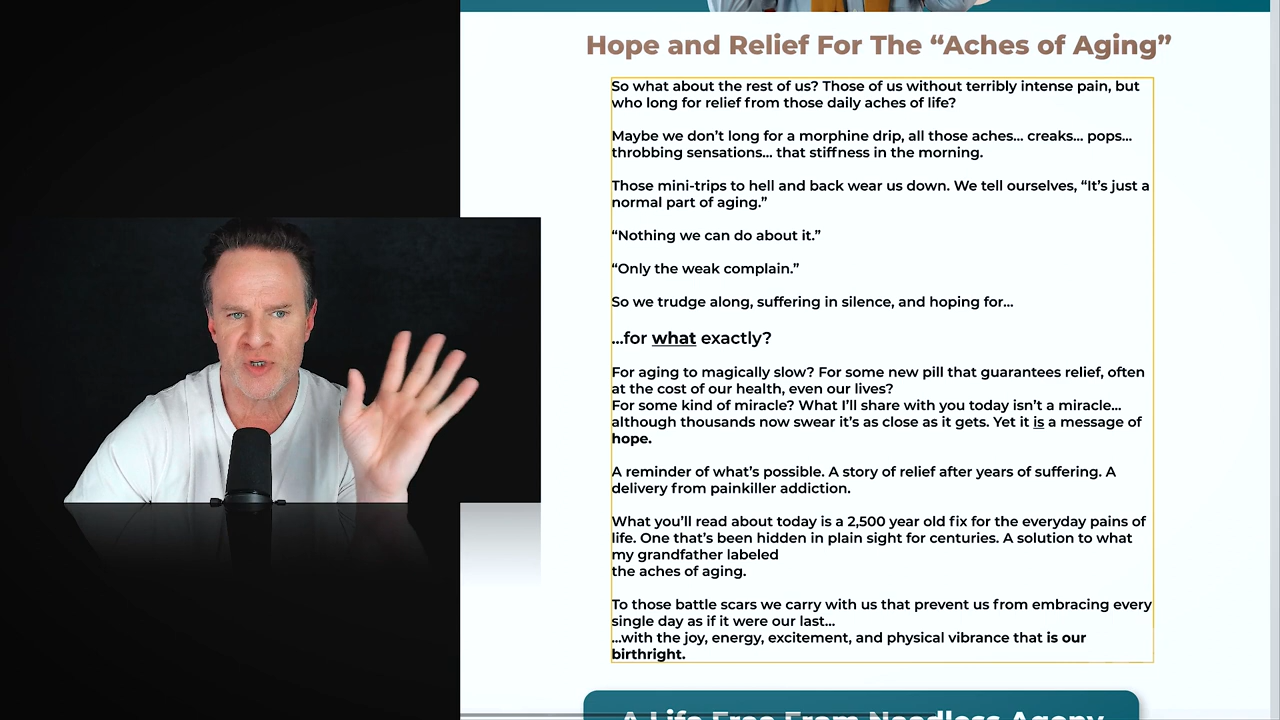 Hope and Relief For The “Aches of Aging”
So what about the rest of us? Those of us without terribly intense pain, but
who long for relief from those daily aches of life?
Maybe we don’t long for a morphine drip, all those aches... creaks... pops...
throbbing sensations... that stiffness in the morning.
Those mini-trips to hell and back wear us down. We tell ourselves, “It’s just a
normal part of aging.”
“Nothing we can do about it.”
“Only the weak complain.”
So we trudge along, suffering in silence, and hoping for...
...for what exactly?
For aging to magically slow? For some new pill that guarantees relief, often
at the cost of our health, even our lives?
For some kind of miracle? What I’ll share with you today isn’t a miracle...
although thousands now swear it’s as close as it gets. Yet it is a message of
hope.
A reminder of what’s possible. A story of relief after years of suffering. A
delivery from painkiller addiction.
What you’ll read about today is a 2,500 year old fix for the everyday pains of
life. One that’s been hidden in plain sight for centuries. A solution to what
my grandfather labeled
the aches of aging.
To those battle scars we carry with us that prevent us from embracing every
single day as if it were our last...
...with the joy, energy, excitement, and physical vibrance that is our
birthright.
A Life Free From Needless Agony